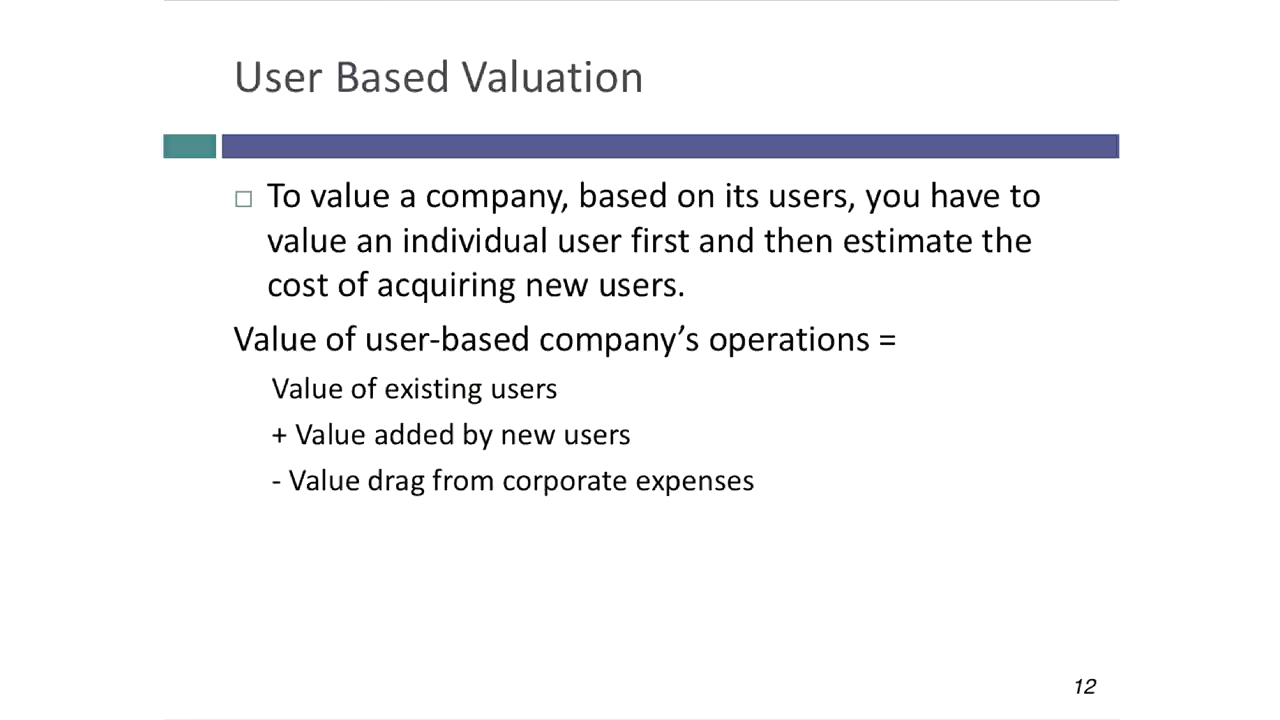 User Based Valuation
To value a company, based on its users, you have to
value an individual user first and then estimate the
cost of acquiring new users.
Value of user-based company’s operations =
Value of existing users
+ Value added by new users
- Value drag from corporate expenses
12